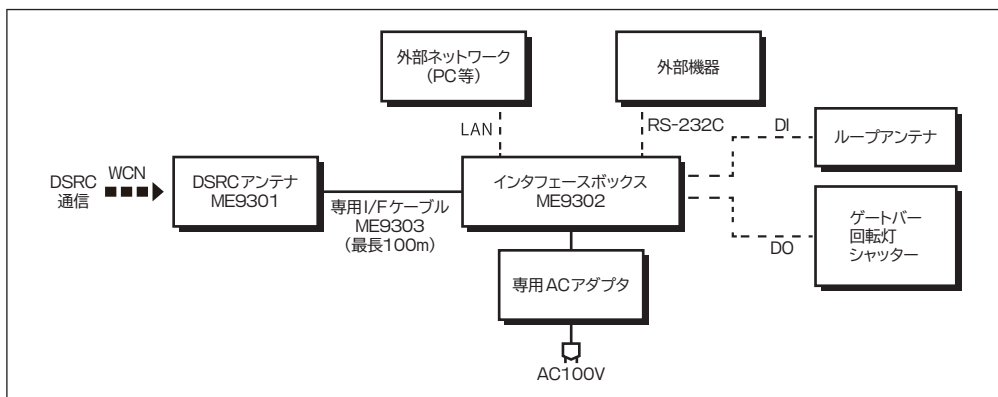 外部ネットワーク
（PC等）
外部機器
LAN
RS-232C
DI
ループアンテナ
DSRC
通信
WCN
DSRCアンテナ
ME9301
専用I/Fケーブル
ME9303
（最長100m）
インタフェースボックス
ME9302
DO
ゲートバー
回転灯
シャッター
専用ACアダプタ
AC100V